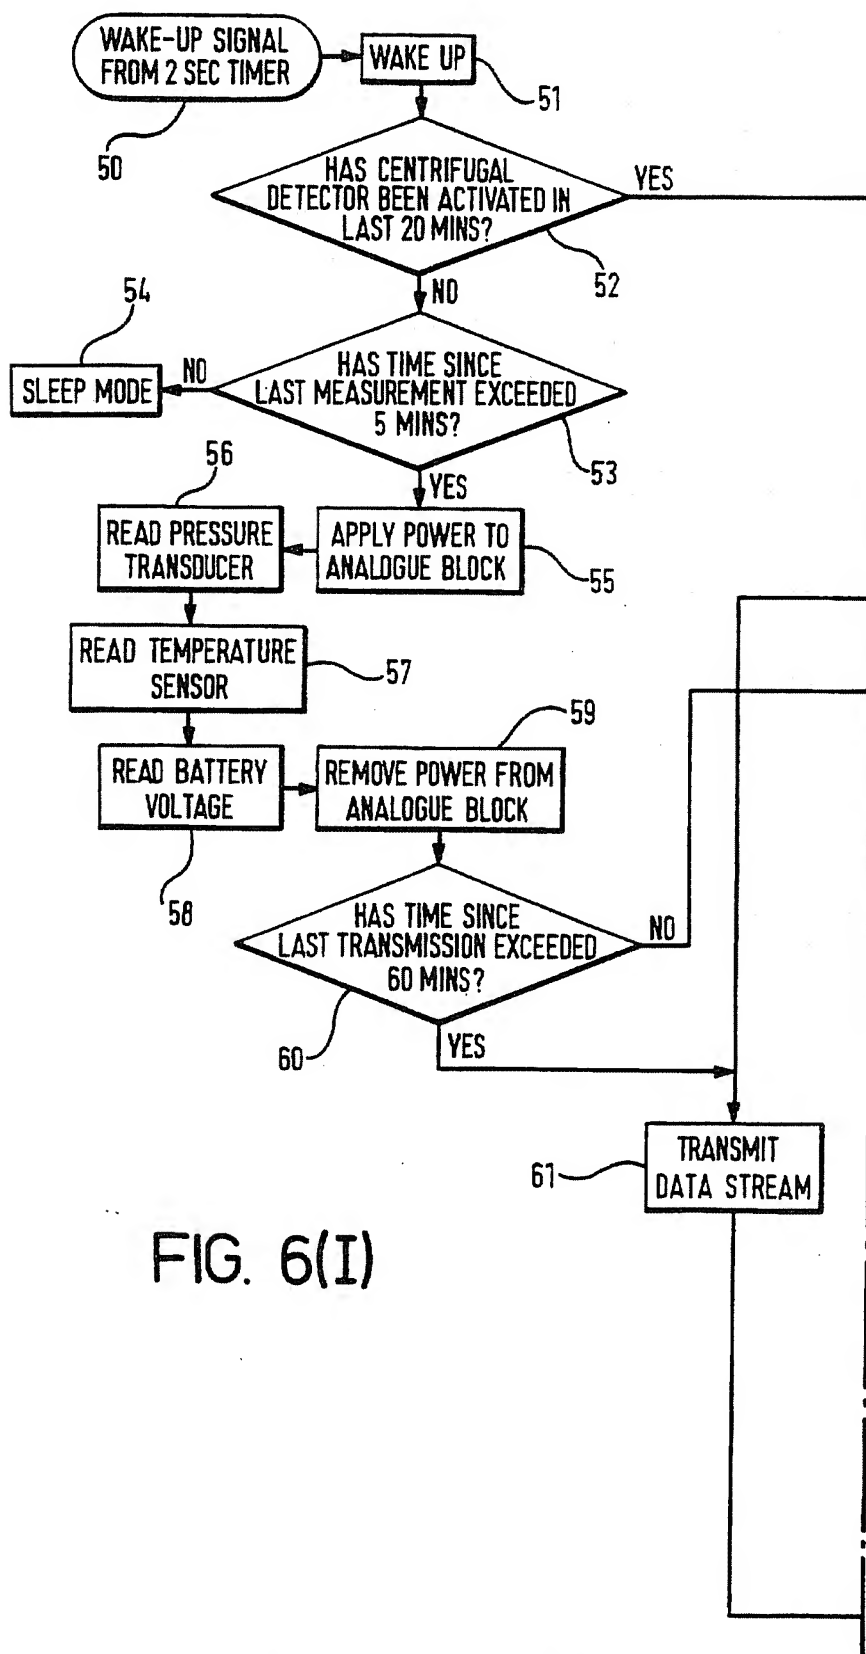 WAKE-UP SIGNAL
FROM 2 SEC TIMER
WAKE UP
50
51
HAS CENTRIFUGAL
DETECTOR BEEN ACTIVATED IN
LAST 20 MINS?
YES
52
NO
54
HAS TIME SINCE
LAST MEASUREMENT EXCEEDED
5 MINS?
NO
SLEEP MODE
53
YES
56
READ PRESSURE
TRANSDUCER
APPLY POWER TO
ANALOGUE BLOCK
55
READ TEMPERATURE
SENSOR
57
59
READ BATTERY
VOLTAGE
REMOVE POWER FROM
ANALOGUE BLOCK
58
HAS TIME SINCE
LAST TRANSMISSION EXCEEDED
60 MINS?
NO
60
YES
TRANSMIT
DATA STREAM
61
FIG. 6(I)